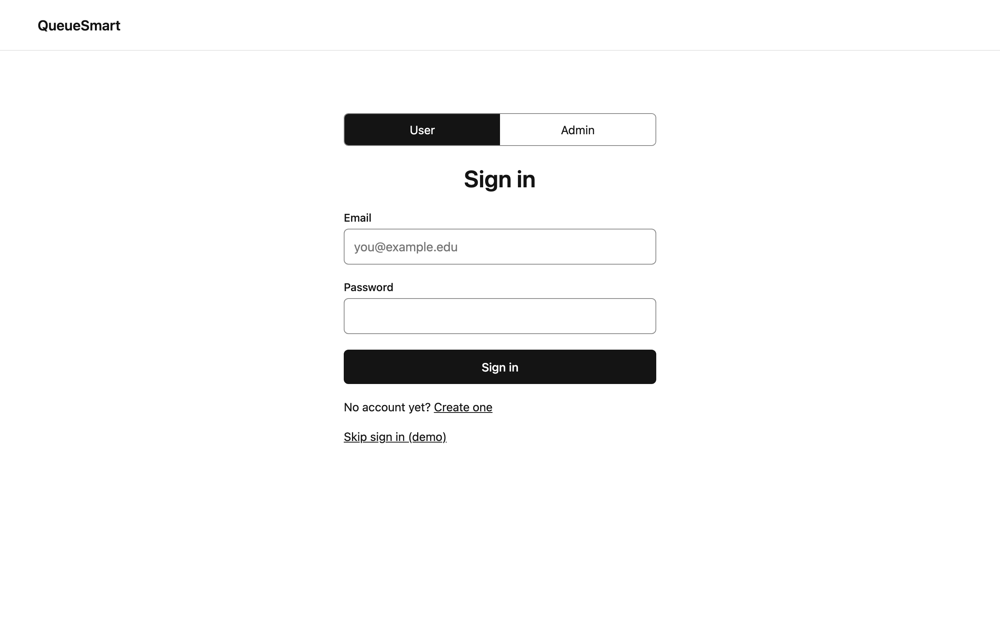 QueueSmart
User Admin
Sign in
Email
you@example.edu
Password
Sign in
No account yet? Create one
Skip sign in (demo)